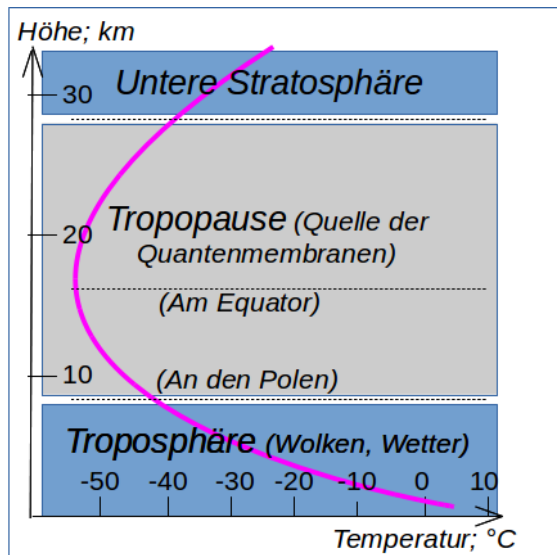 Höhe; km
Untere Stratosphäre
30
Tropopause (Quelle der
20
Quantenmembranen)
(Am Equator)
10
(An den Polen)
Troposphäre (Wolken, Wetter)
-50 -40 -30 -20 -10 0 10
Temperatur; °C